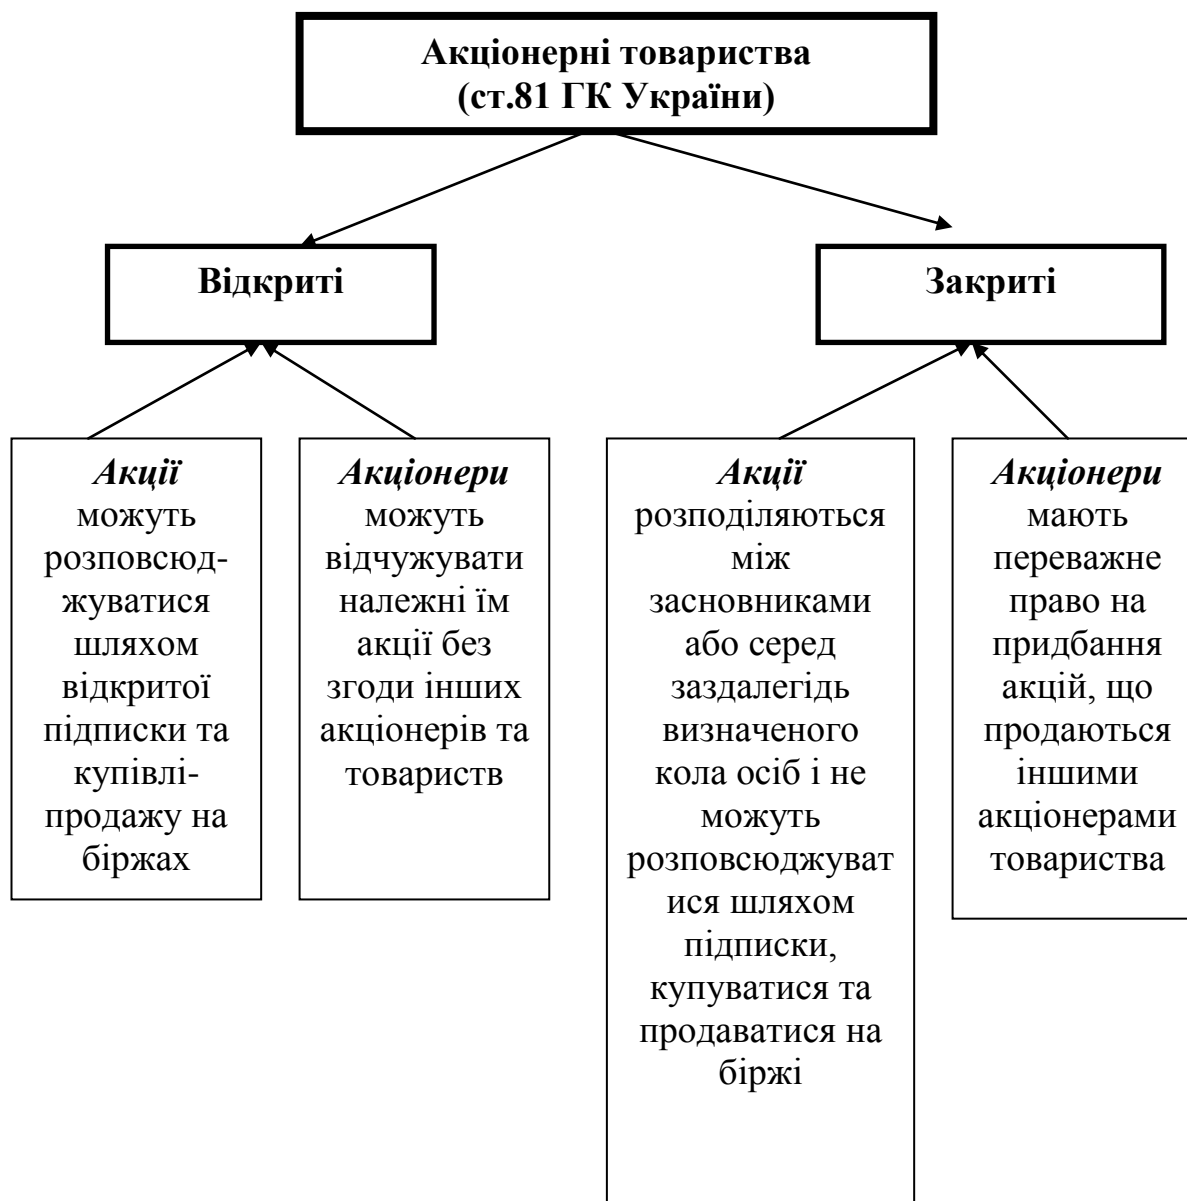 Акціонерні товариства
(ст.81 ГК України)
Відкриті
Закриті
Акції
можуть
розповсюд-
жуватися
шляхом
відкритої
підписки та
купівлі-
продажу на
біржах
Акціонери
можуть
відчужувати
належні їм
акції без
згоди інших
акціонерів та
товариств
Акції
розподіляються
між
засновниками
або серед
заздалегідь
визначеного
кола осіб і не
можуть
розповсюджуват
ися шляхом
підписки,
купуватися та
продаватися на
біржі
Акціонери
мають
переважне
право на
придбання
акцій, що
продаються
іншими
акціонерами
товариства